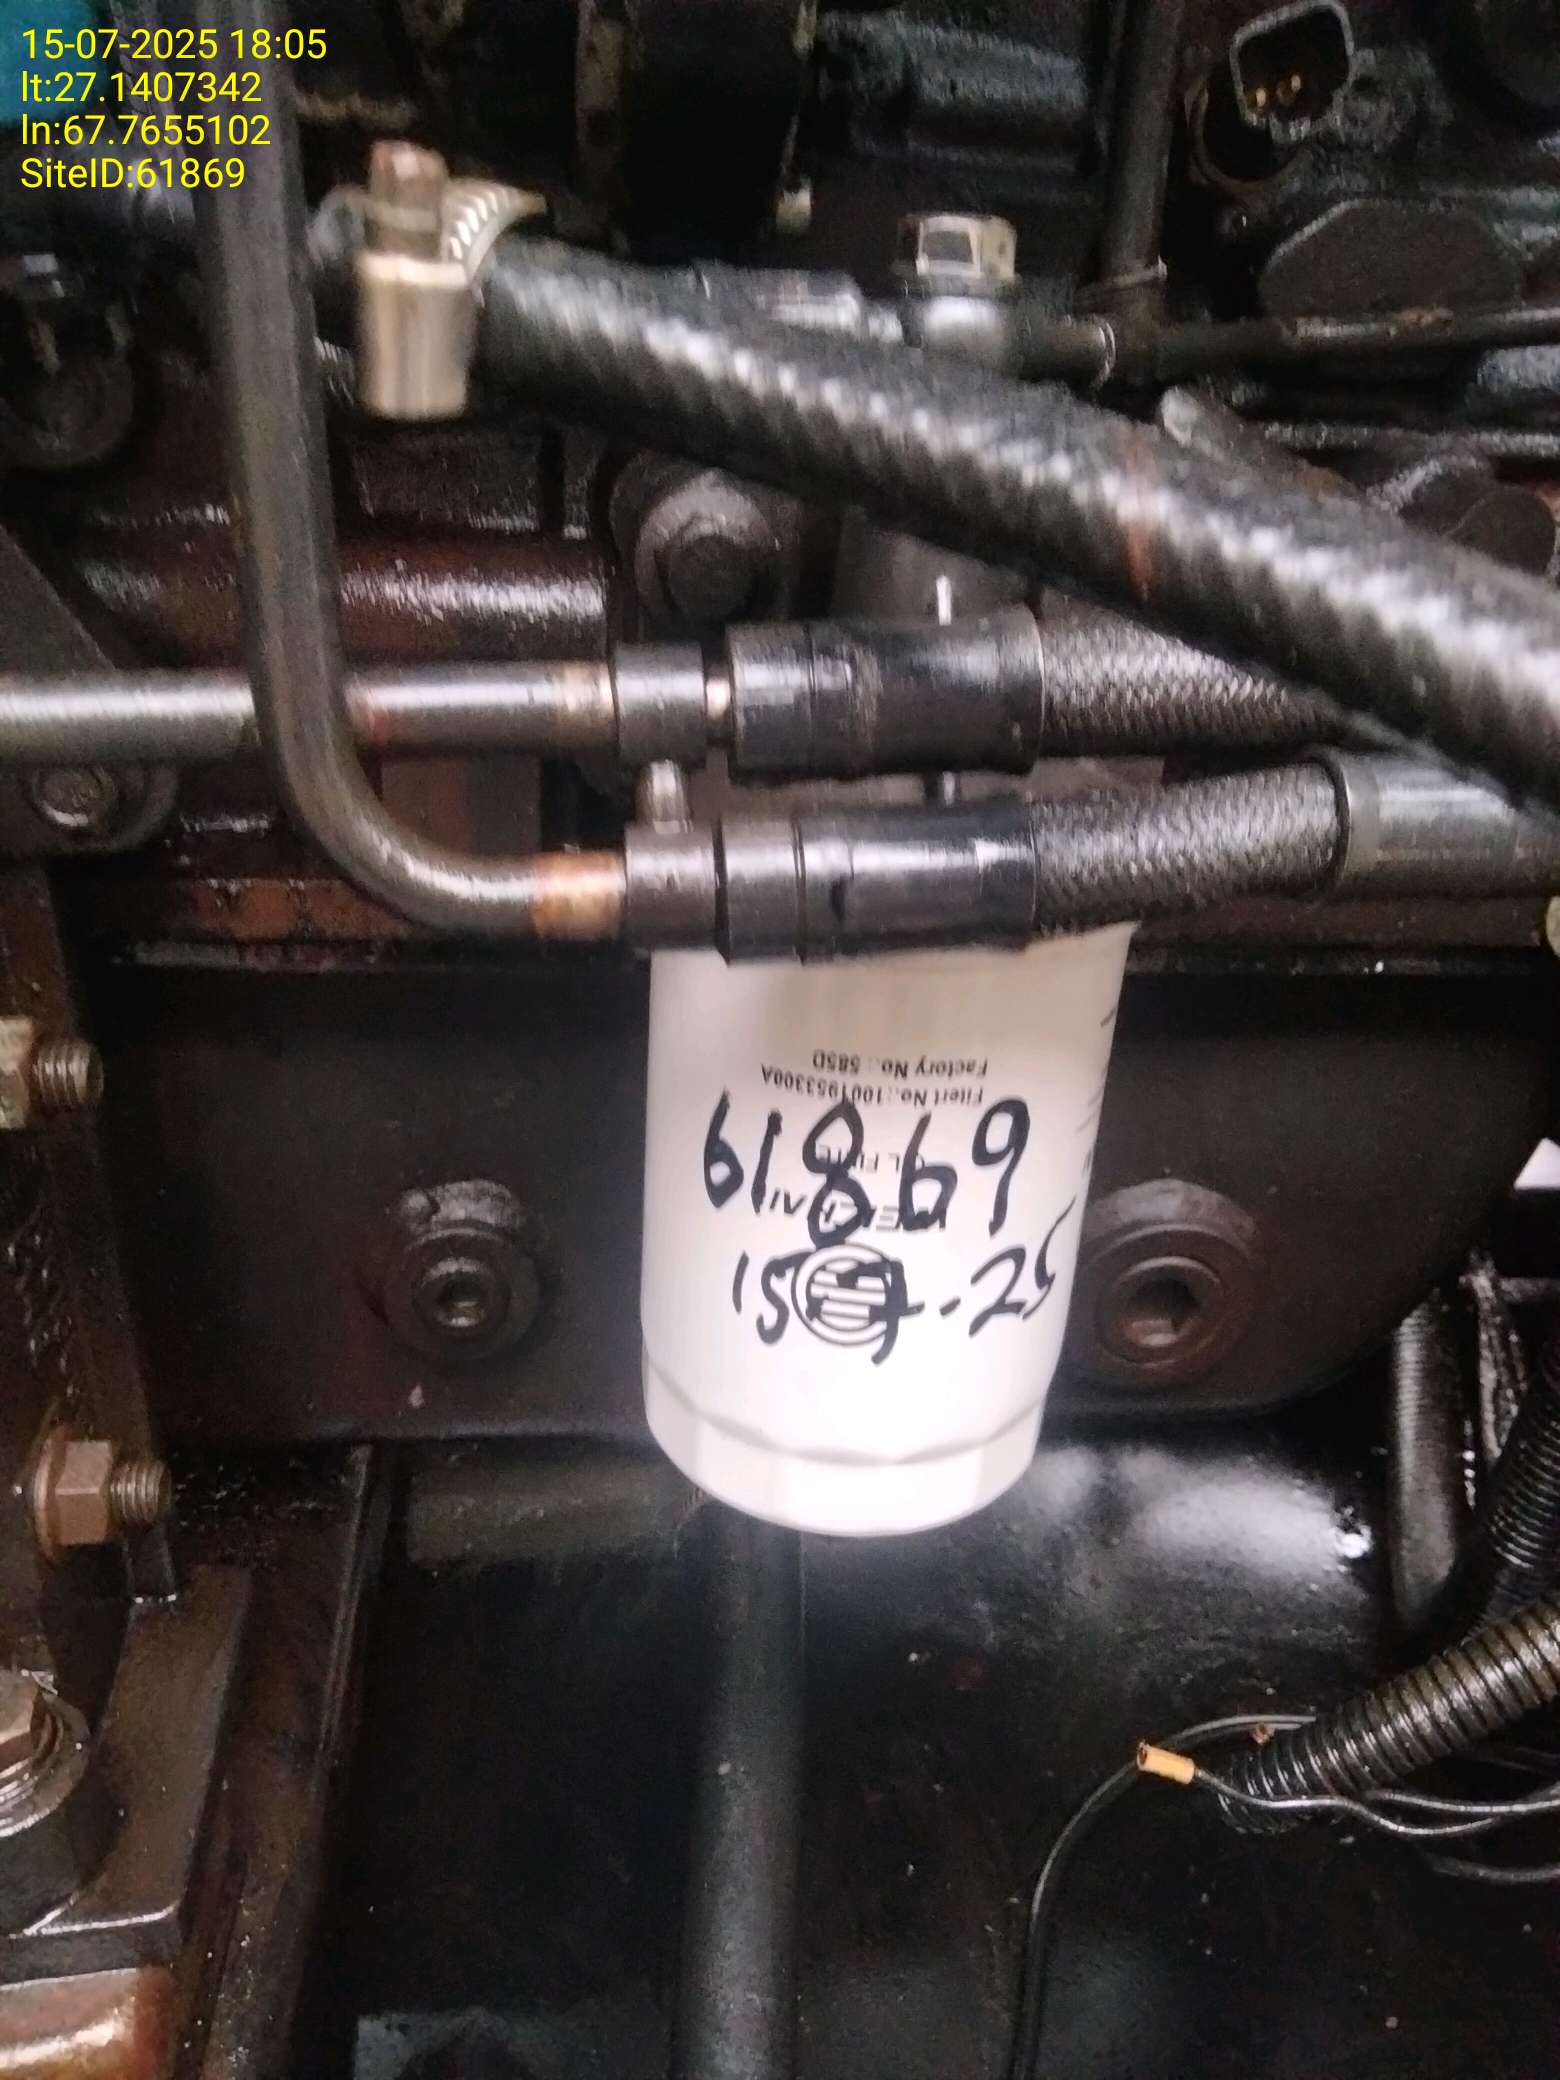 15-07-2025 18:05
lt:27.1407342
ln:67.7655102
SiteID:61869
Factory No.: 585D
Fitert No.:1001953300A
61869
15-7-25